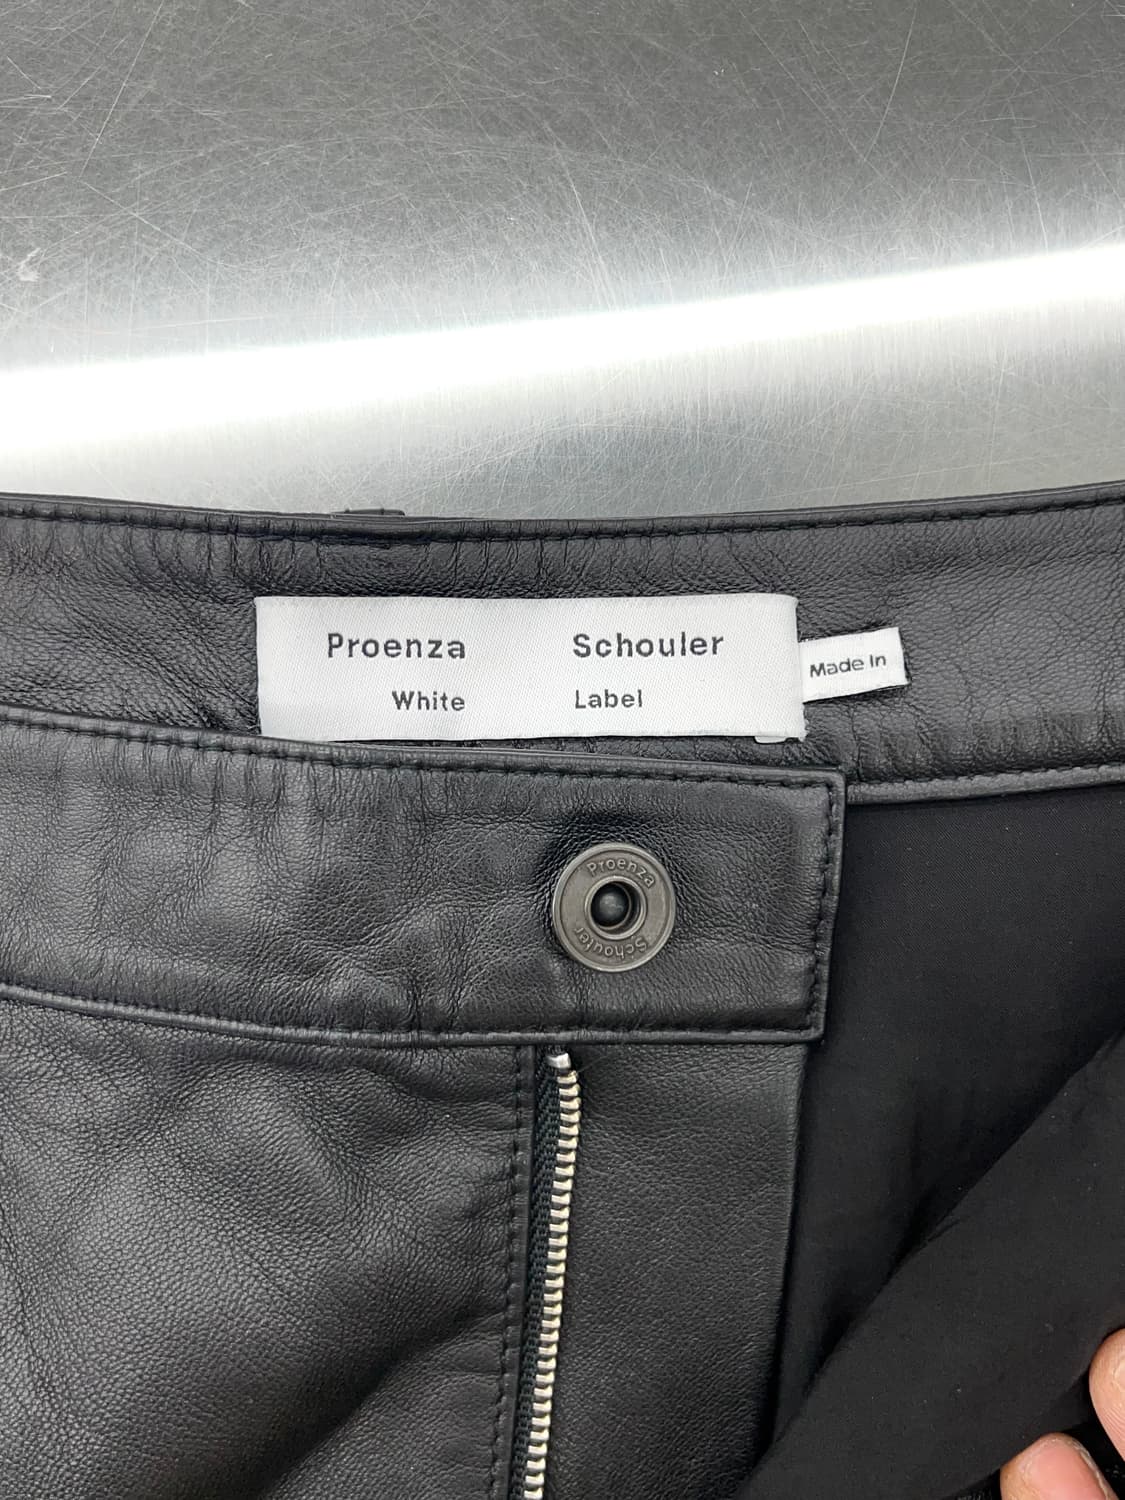 Proenza Schouler
White Label
Made In
Proenza
Schouler